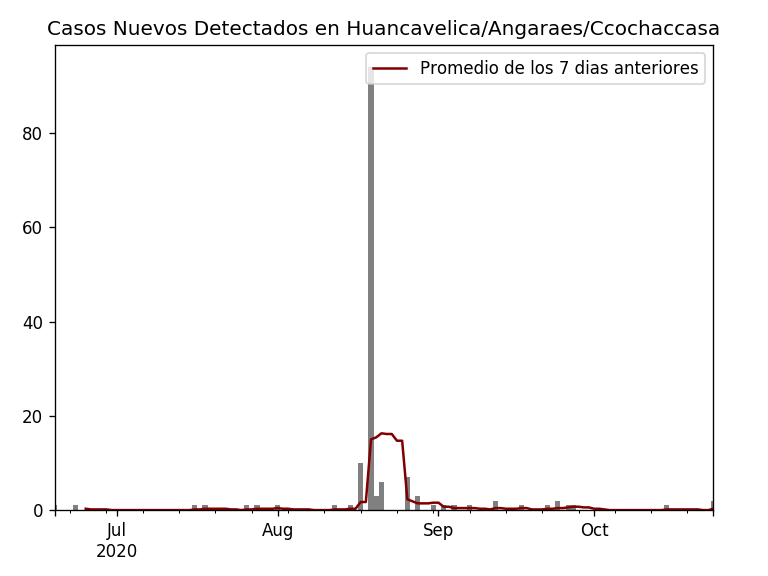 Casos Nuevos Detectados en Huancavelica/Angaraes/Ccochaccasa
Promedio de los 7 dias anteriores
80
60
40
20
0
Jul
2020
Aug
Sep
Oct